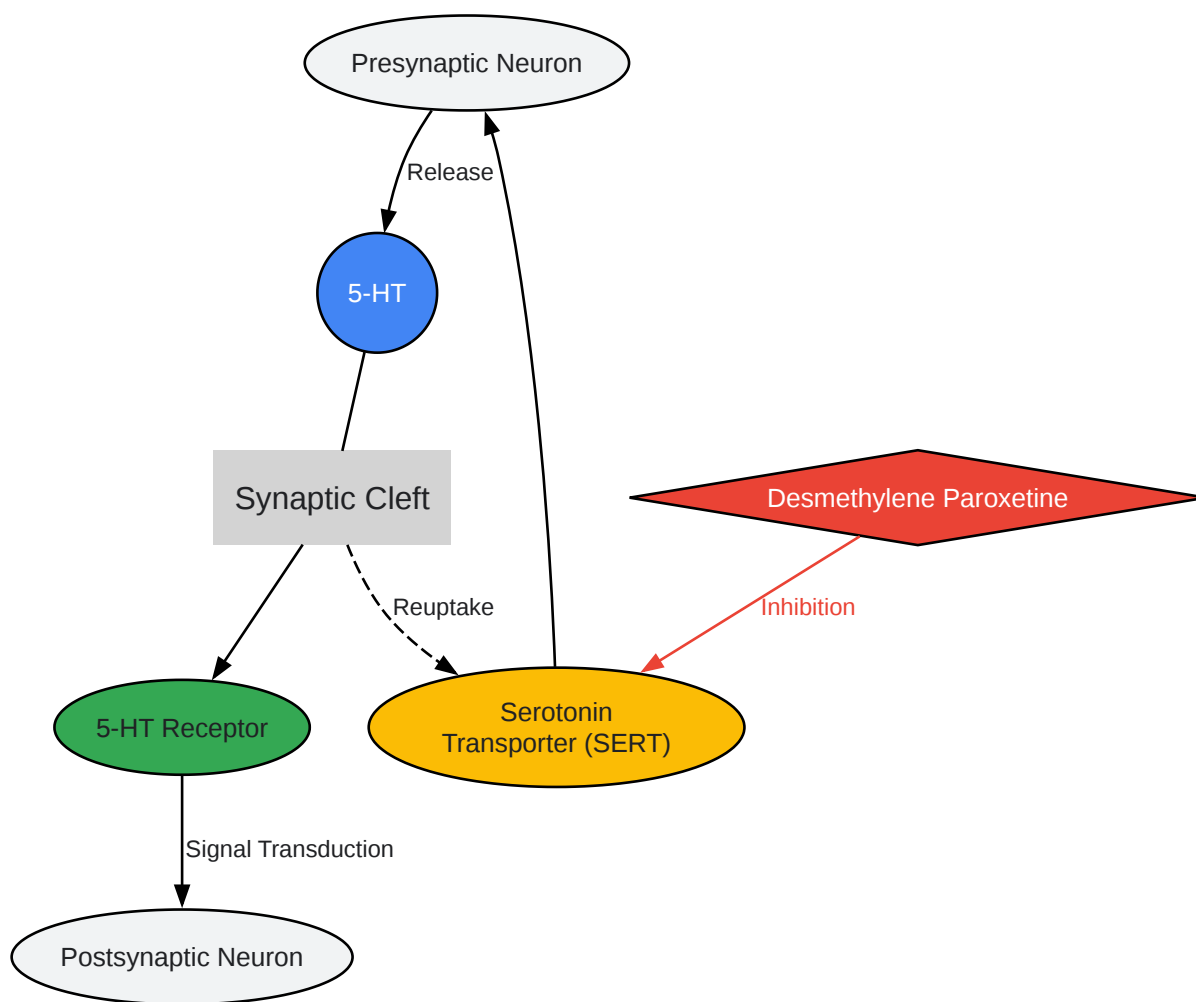 Presynaptic Neuron
Release
5-HT
Synaptic Cleft
Desmethylene Paroxetine
Reuptake
Inhibition
5-HT Receptor
Serotonin
Transporter (SERT)
Signal Transduction
Postsynaptic Neuron